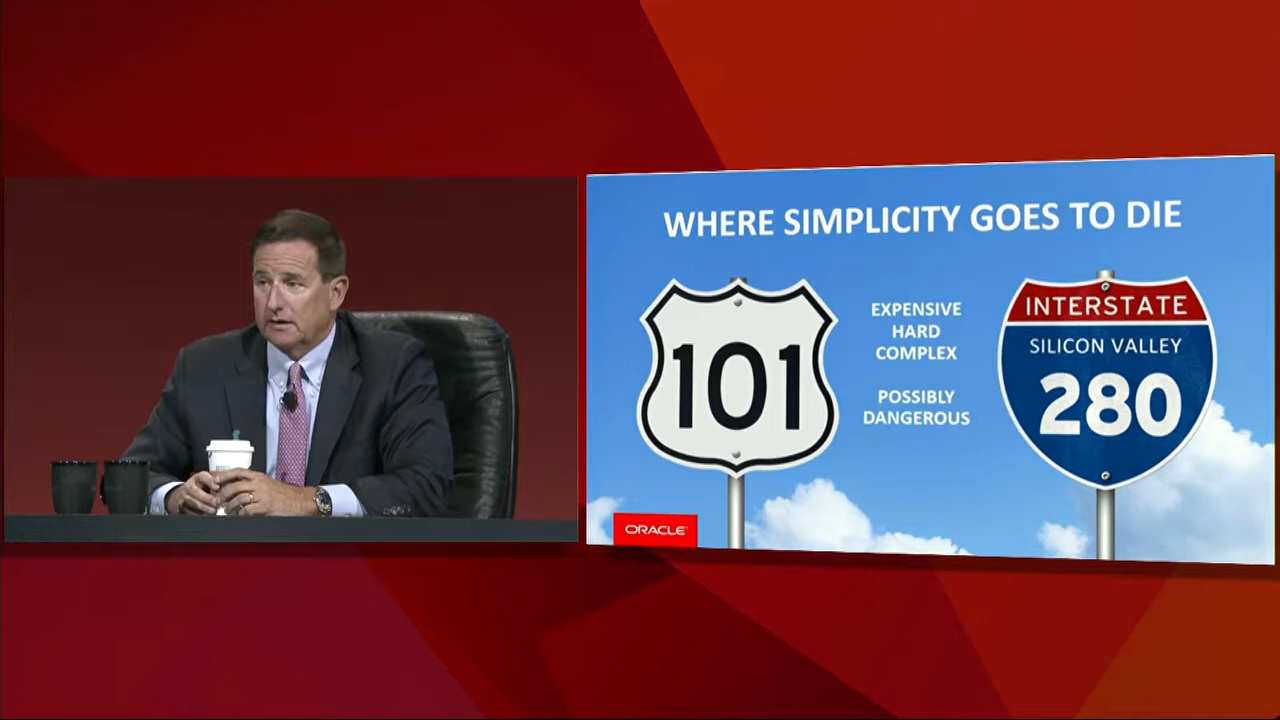 WHERE SIMPLICITY GOES TO DIE
101
EXPENSIVE
HARD
COMPLEX
POSSIBLY
DANGEROUS
INTERSTATE
SILICON VALLEY
280
ORACLE